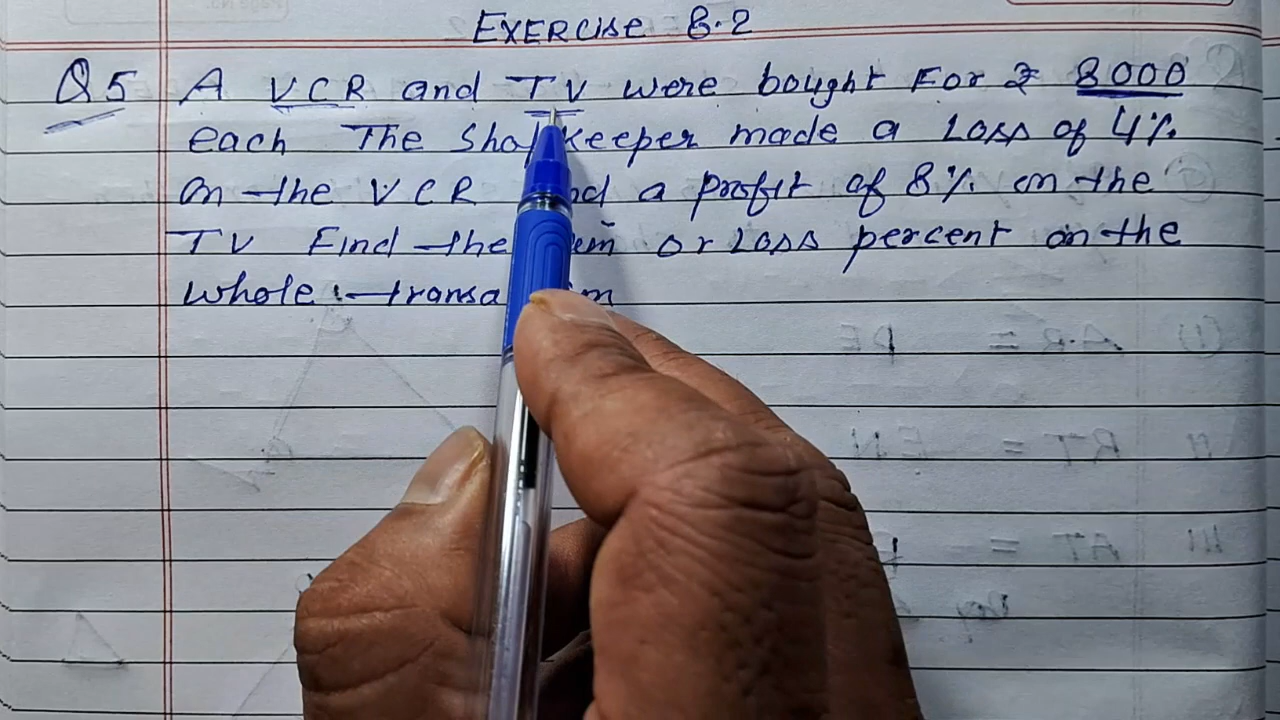 EXERCISE 8.2
Q5 A VCR and TV were bought For ₹ 8000
each The Shopkeeper made a Loss of 4%
on the VCR and a profit of 8% on the
TV Find the or Loss percent on the
whole transaction